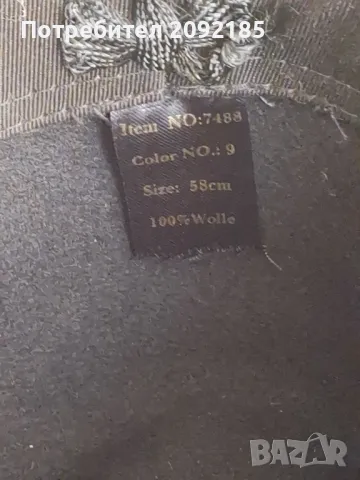 Потребител 2092185
Item NO:7488
Color NO.: 9
Size: 58cm
100%Wolle
BAZAR